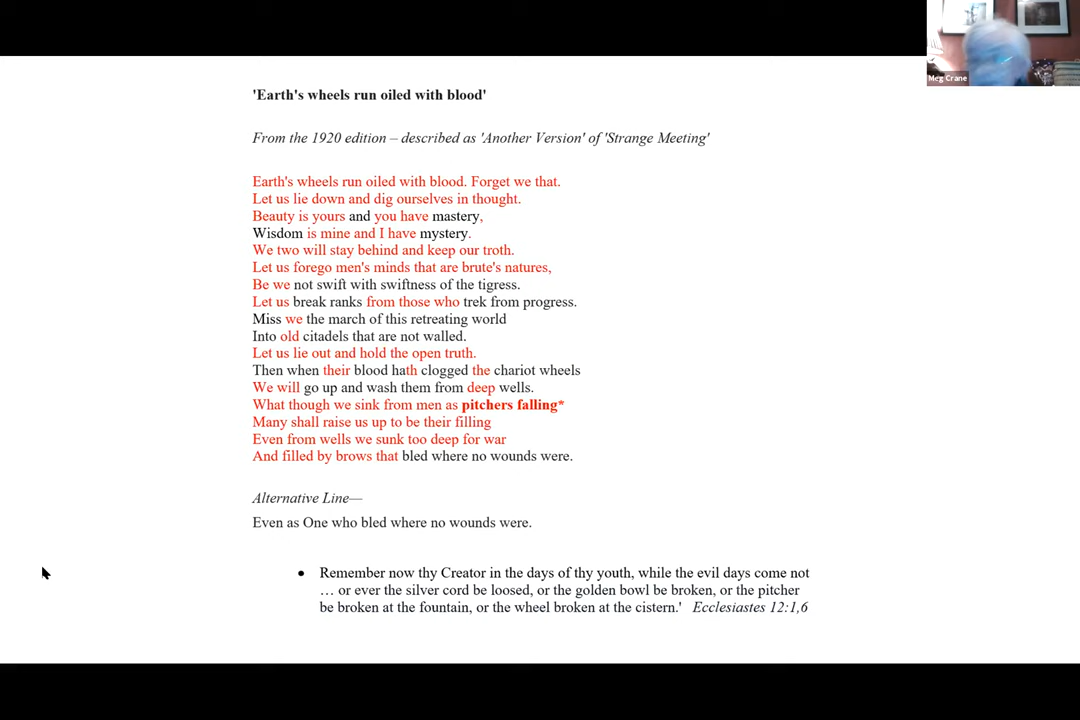 Meg Crane
'Earth's wheels run oiled with blood'
From the 1920 edition – described as 'Another Version' of 'Strange Meeting'
Earth's wheels run oiled with blood. Forget we that.
Let us lie down and dig ourselves in thought.
Beauty is yours and you have mastery,
Wisdom is mine and I have mystery.
We two will stay behind and keep our troth.
Let us forego men's minds that are brute's natures,
Be we not swift with swiftness of the tigress.
Let us break ranks from those who trek from progress.
Miss we the march of this retreating world
Into old citadels that are not walled.
Let us lie out and hold the open truth.
Then when their blood hath clogged the chariot wheels
We will go up and wash them from deep wells.
What though we sink from men as pitchers falling*
Many shall raise us up to be their filling
Even from wells we sunk too deep for war
And filled by brows that bled where no wounds were.
Alternative Line—
Even as One who bled where no wounds were.
• Remember now thy Creator in the days of thy youth, while the evil days come not
… or ever the silver cord be loosed, or the golden bowl be broken, or the pitcher
be broken at the fountain, or the wheel broken at the cistern.' Ecclesiastes 12:1,6